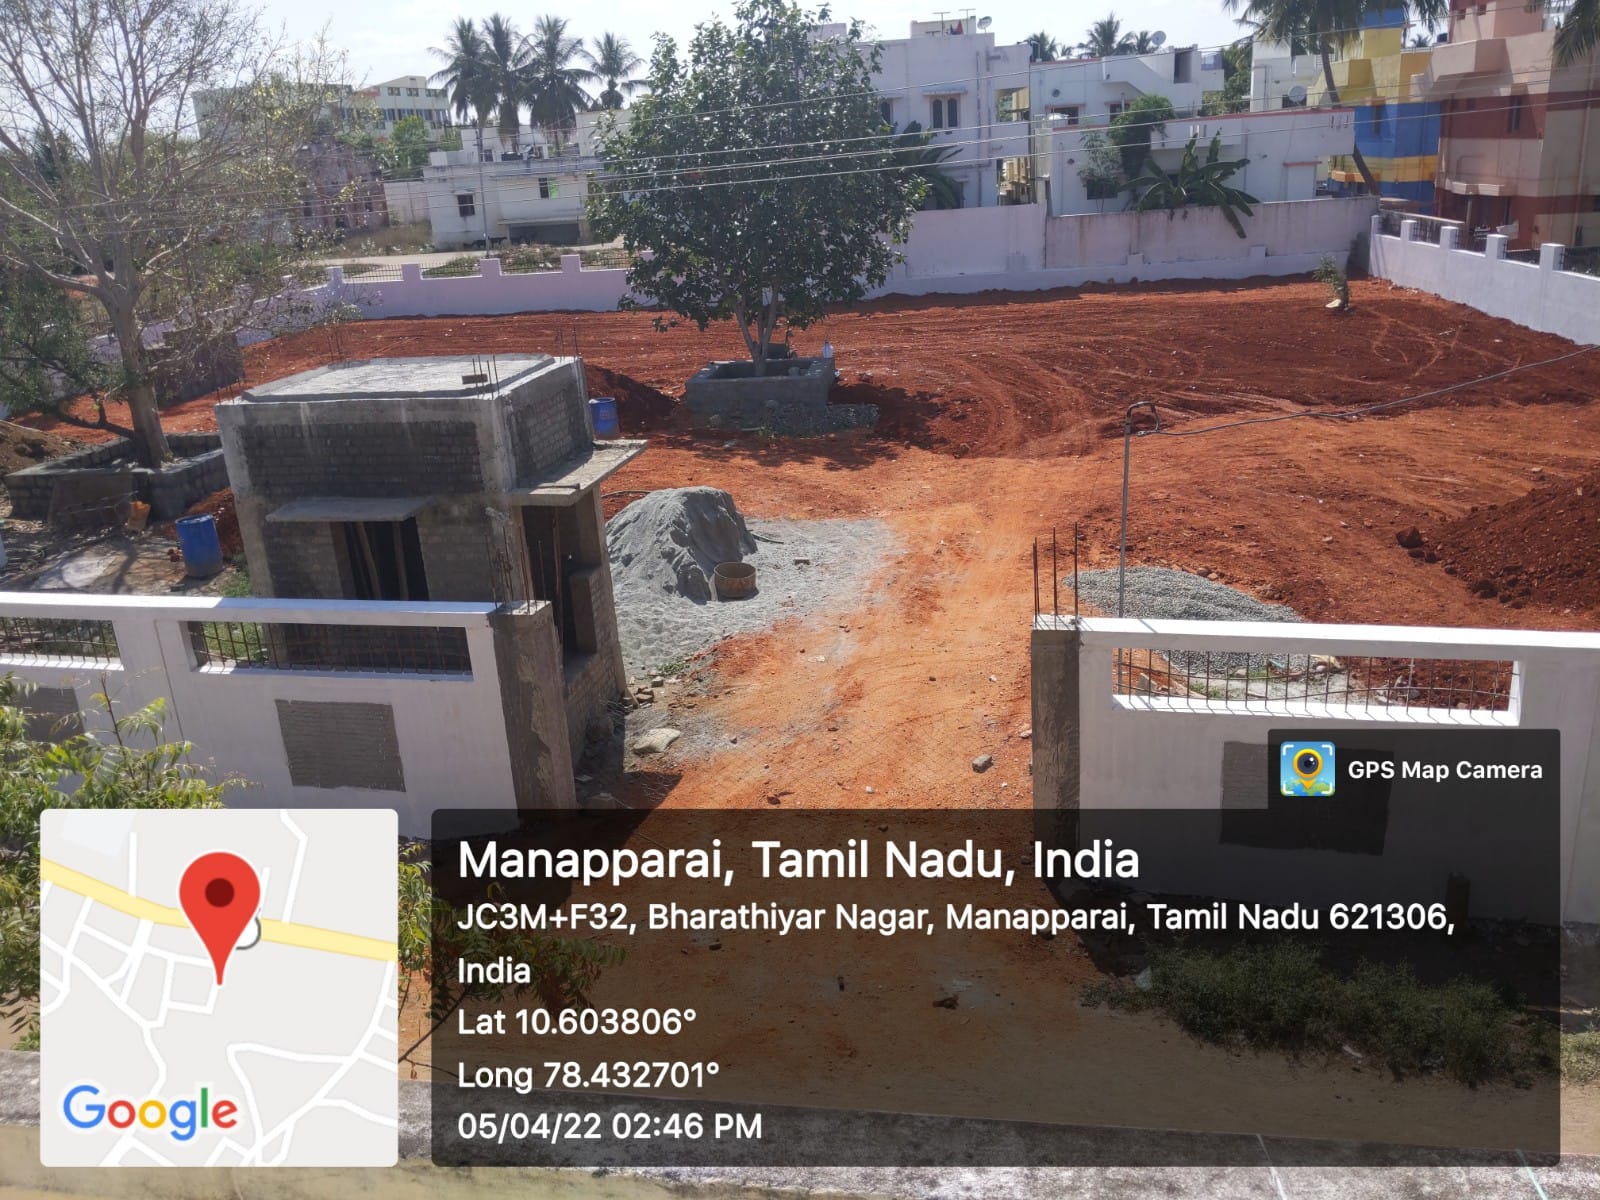 GPS Map Camera
Manapparai, Tamil Nadu, India
JC3M+F32, Bharathiyar Nagar, Manapparai, Tamil Nadu 621306,
India
Lat 10.603806°
Long 78.432701°
05/04/22 02:46 PM
Google